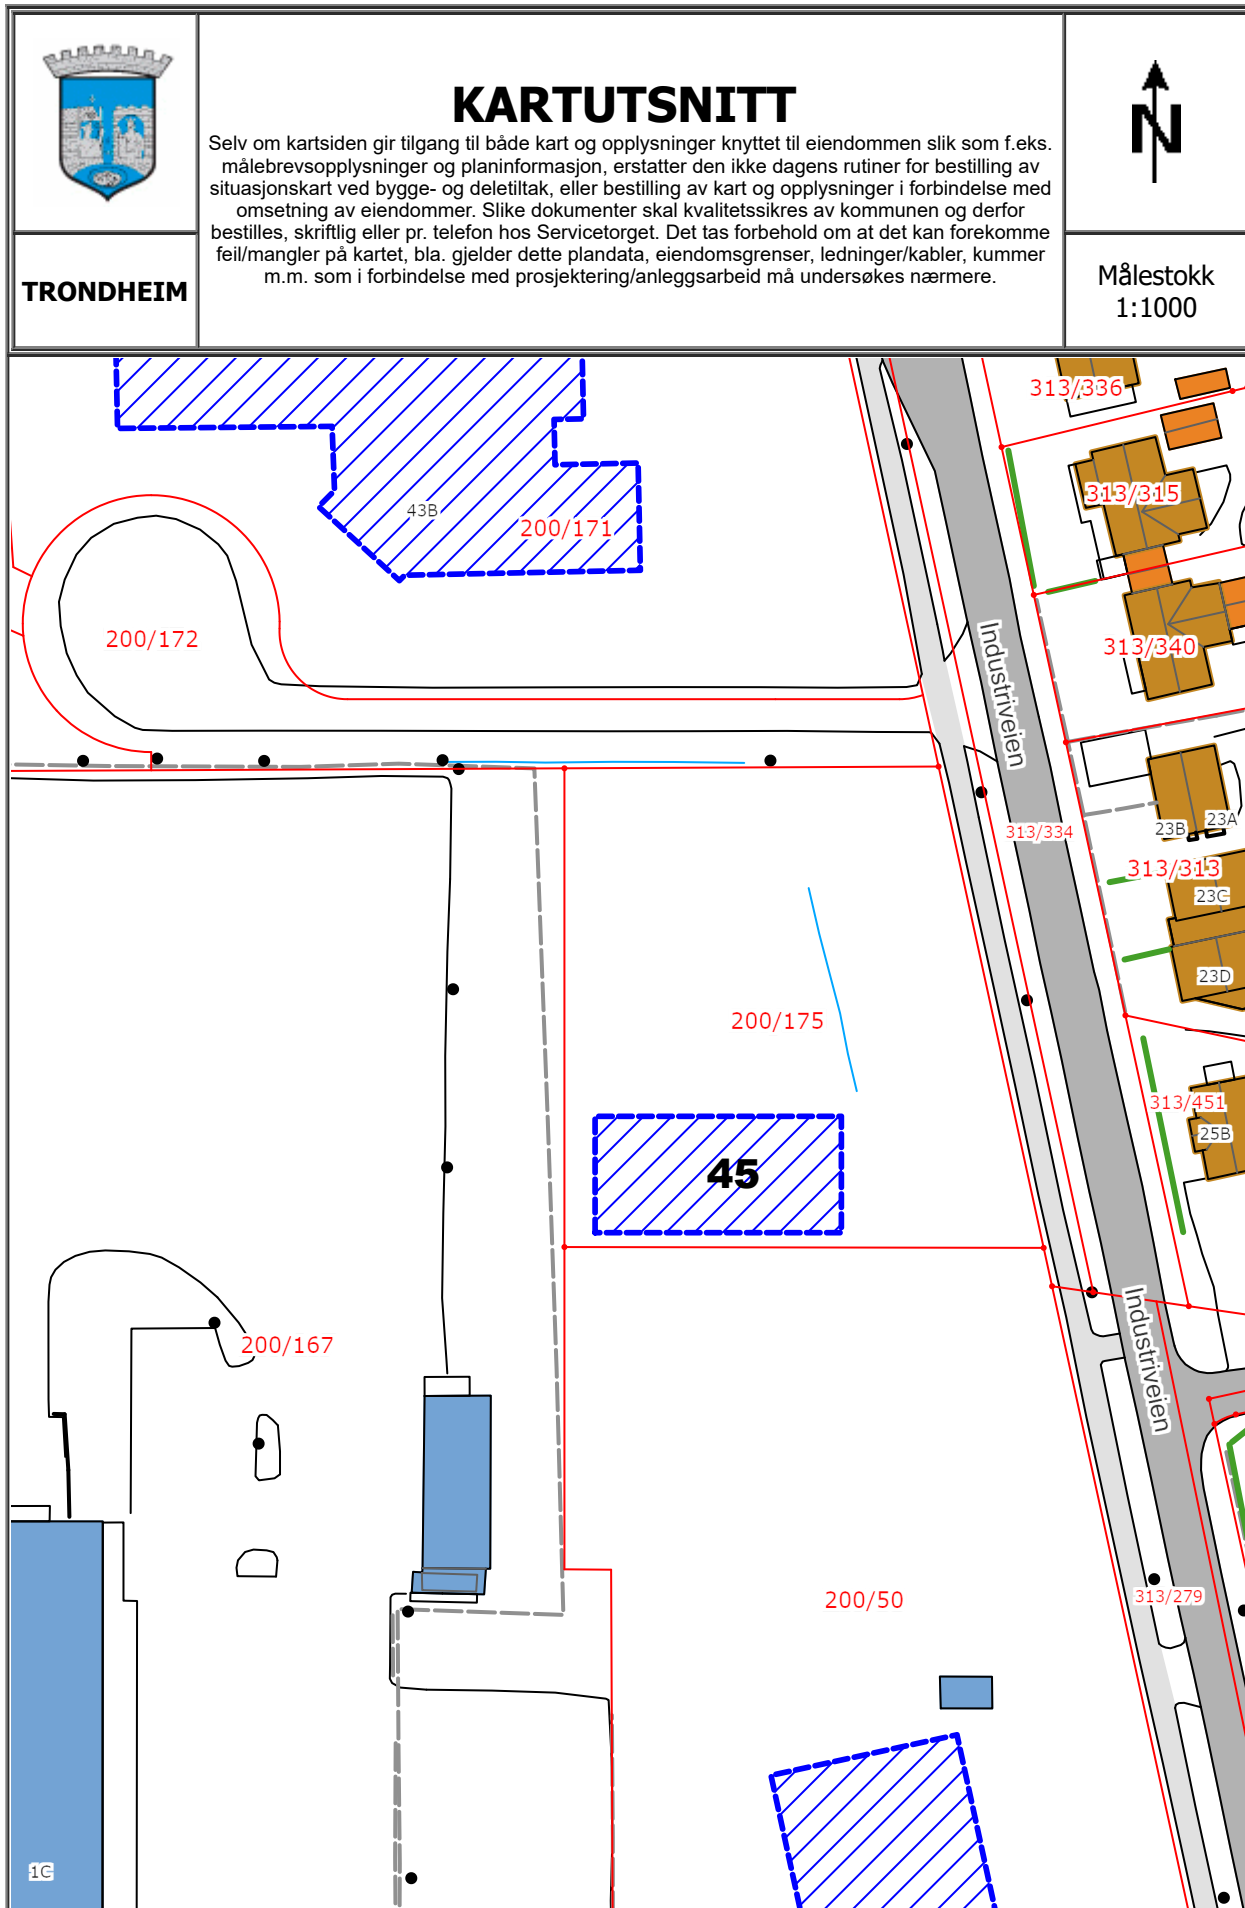 KARTUTSNITT
Selv om kartsiden gir tilgang til både kart og opplysninger knyttet til eiendommen slik som f.eks.
målebrevsopplysninger og planinformasjon, erstatter den ikke dagens rutiner for bestilling av
situasjonskart ved bygge- og deletiltak, eller bestilling av kart og opplysninger i forbindelse med
omsetning av eiendommer. Slike dokumenter skal kvalitetssikres av kommunen og derfor
bestilles, skriftlig eller pr. telefon hos Servicetorget. Det tas forbehold om at det kan forekomme
feil/mangler på kartet, bla. gjelder dette plandata, eiendomsgrenser, ledninger/kabler, kummer
m.m. som i forbindelse med prosjektering/anleggsarbeid må undersøkes nærmere.
N
TRONDHEIM
Målestokk
1:1000
313/336
313/315
43B
200/171
200/172
313/340
Industriveien
23A
23B
313/334
313/313
23C
23D
200/175
313/451
25B
45
200/167
Industriveien
200/50
313/279
1C